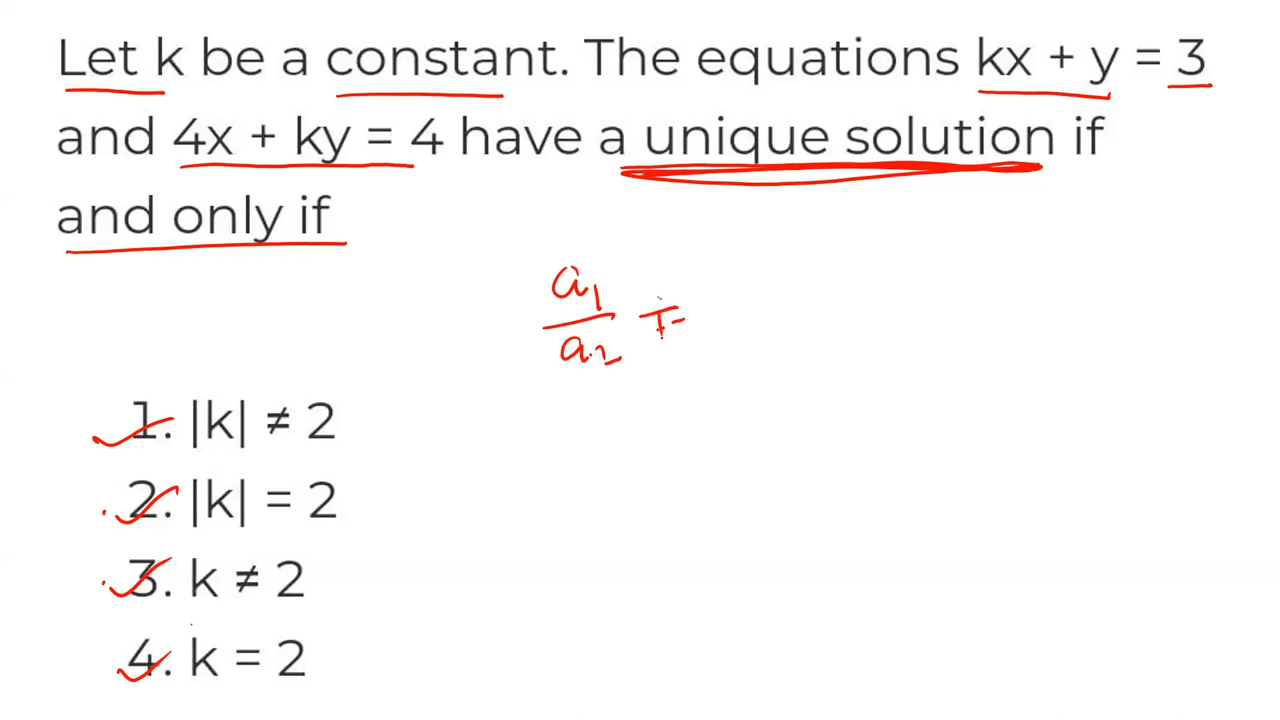 Let k be a constant. The equations kx + y = 3
and 4x + ky = 4 have a unique solution if
and only if
a₁/a₂ ≠
1. |k| ≠ 2
2. |k| = 2
3. k ≠ 2
4. k = 2